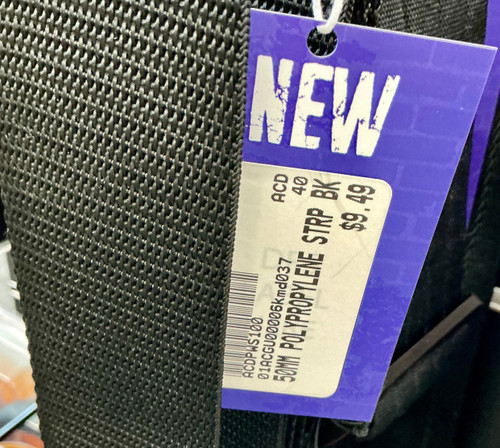 NEW
ACD
40
$9.49
ACDPWS100
01ACGU00006Kmd037
50MM POLYPROPYLENE STRP BK